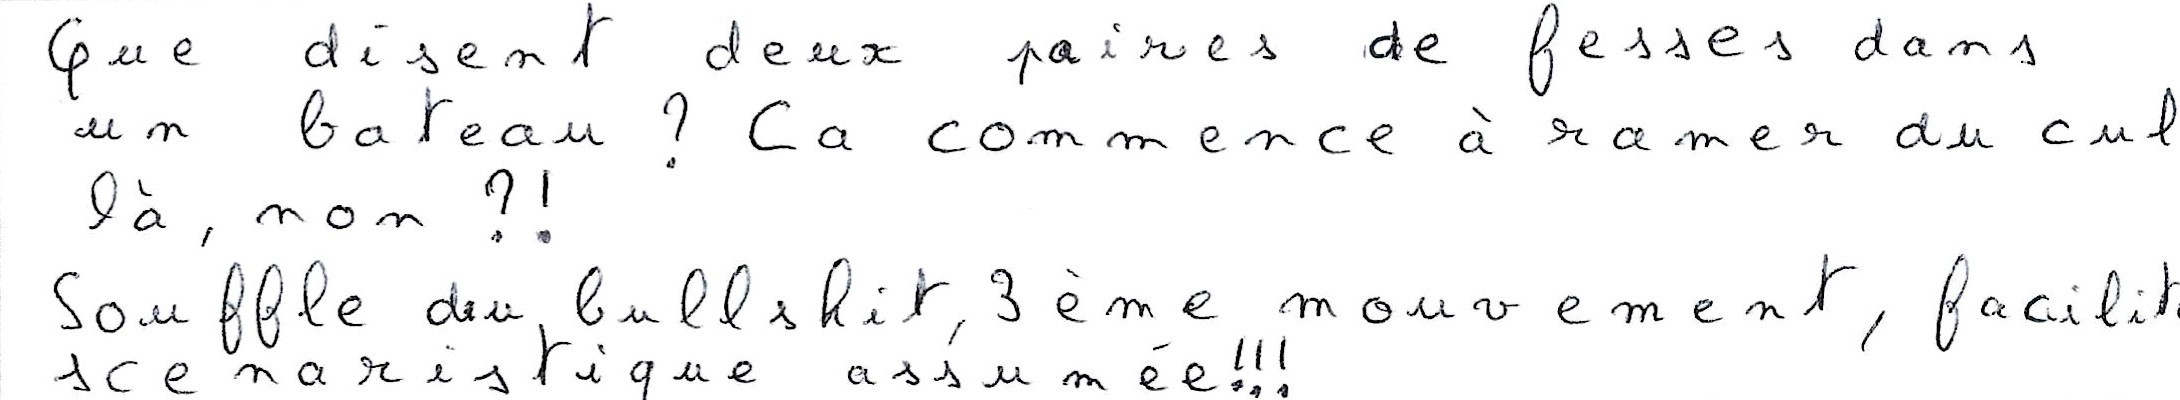 Que disent deux paires de fesses dans
un bateau ? Ca commence à ramer du cul
là, non ?!
Souffle du bullshit, 3ème mouvement, facilit
scenaristique assumée!!!